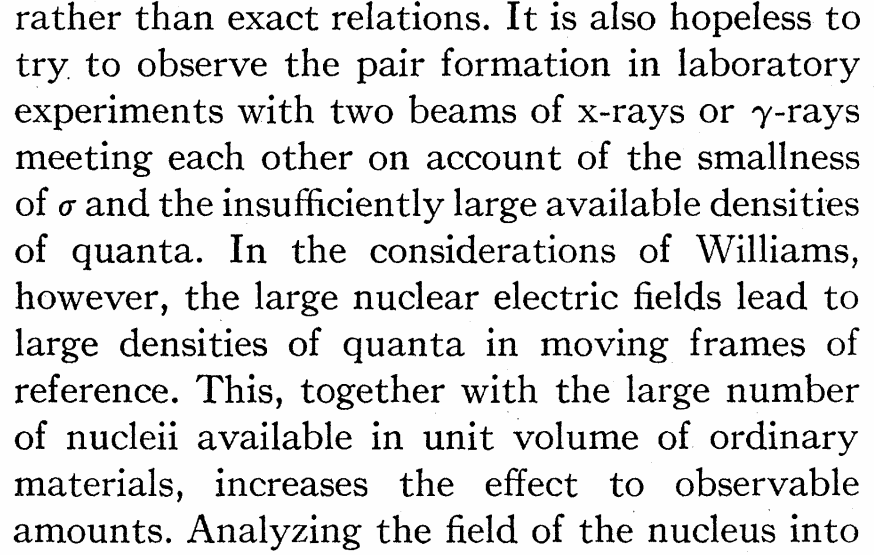 rather than exact relations. It is also hopeless to
try to observe the pair formation in laboratory
experiments with two beams of x-rays or γ-rays
meeting each other on account of the smallness
of σ and the insufficiently large available densities
of quanta. In the considerations of Williams,
however, the large nuclear electric fields lead to
large densities of quanta in moving frames of
reference. This, together with the large number
of nucleii available in unit volume of ordinary
materials, increases the effect to observable
amounts. Analyzing the field of the nucleus into